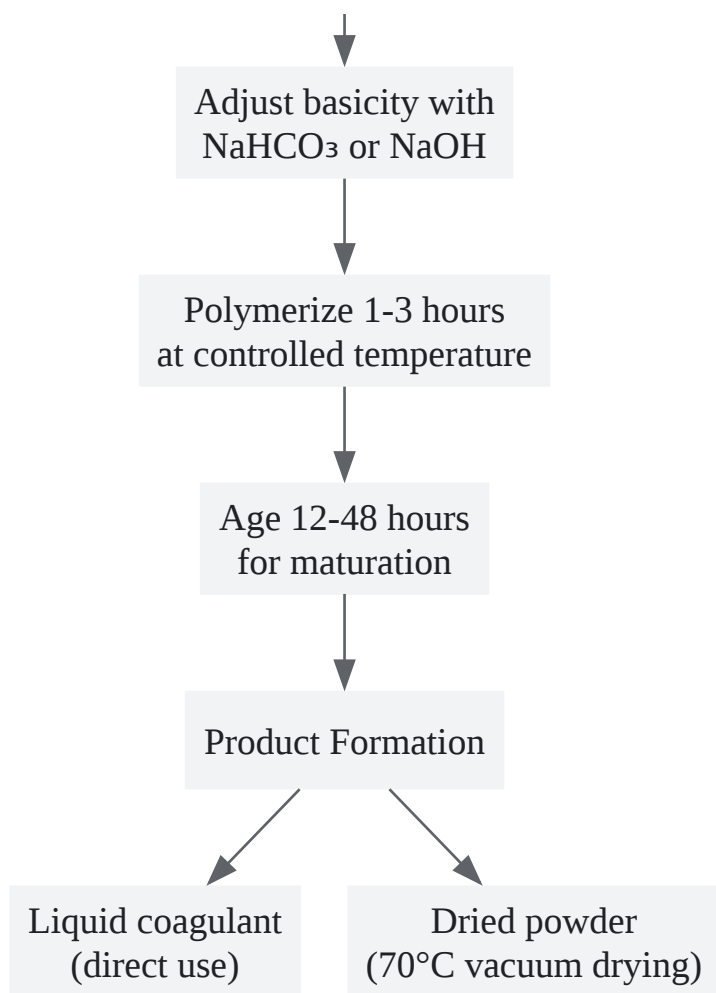 Adjust basicity with
NaHCO₃ or NaOH
Polymerize 1-3 hours
at controlled temperature
Age 12-48 hours
for maturation
Product Formation
Liquid coagulant
(direct use)
Dried powder
(70°C vacuum drying)